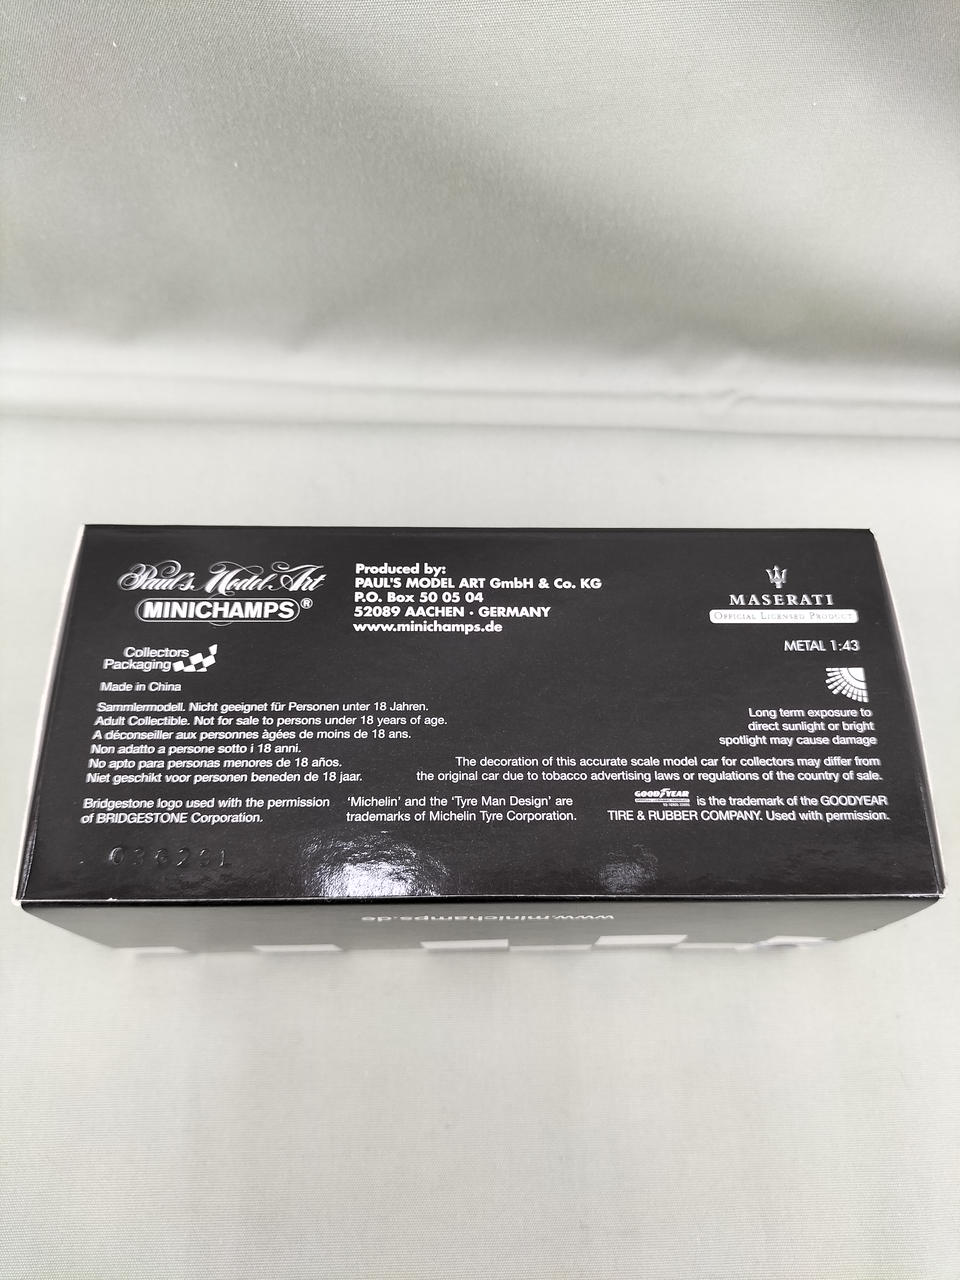 Paul's Model Art
MINICHAMPS®
Produced by:
PAUL'S MODEL ART GmbH & Co. KG
P.O. Box 50 05 04
52089 AACHEN · GERMANY
www.minichamps.de
MASERATI
OFFICIAL LICENSED PRODUCT
METAL 1:43
Collectors
Packaging
Made in China
Sammlermodell. Nicht geeignet für Personen unter 18 Jahren.
Adult Collectible. Not for sale to persons under 18 years of age.
A déconseiller aux personnes àgées de moins de 18 ans.
Non adatto a persone sotto i 18 anni.
No apto para personas menores de 18 años.
Niet geschikt voor personen beneden de 18 jaar.
Long term exposure to
direct sunlight or bright
spotlight may cause damage
The decoration of this accurate scale model car for collectors may differ from
the original car due to tobacco advertising laws or regulations of the country of sale.
Bridgestone logo used with the permission
of BRIDGESTONE Corporation.
'Michelin' and the 'Tyre Man Design' are
trademarks of Michelin Tyre Corporation.
GOODYEAR is the trademark of the GOODYEAR
TIRE & RUBBER COMPANY. Used with permission.
www.minichamps.de